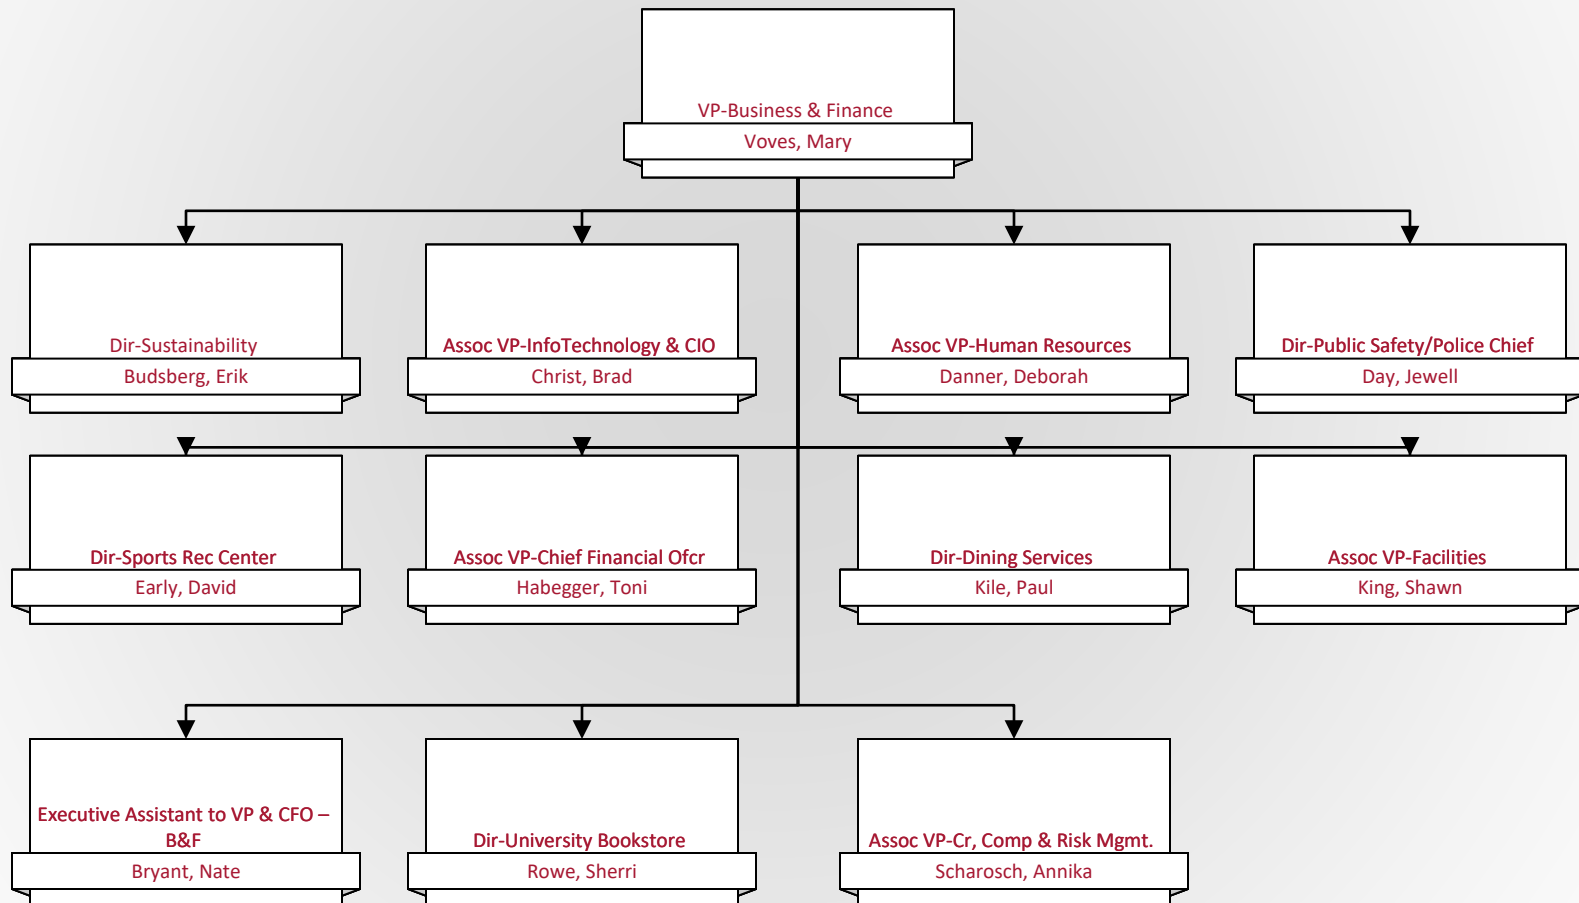 VP-Business & Finance
Voves, Mary
Dir-Sustainability
Budsberg, Erik
Assoc VP-InfoTechnology & CIO
Christ, Brad
Assoc VP-Human Resources
Danner, Deborah
Dir-Public Safety/Police Chief
Day, Jewell
Dir-Sports Rec Center
Early, David
Assoc VP-Chief Financial Ofcr
Habegger, Toni
Dir-Dining Services
Kile, Paul
Assoc VP-Facilities
King, Shawn
Executive Assistant to VP & CFO –
B&F
Bryant, Nate
Dir-University Bookstore
Rowe, Sherri
Assoc VP-Cr, Comp & Risk Mgmt.
Scharosch, Annika